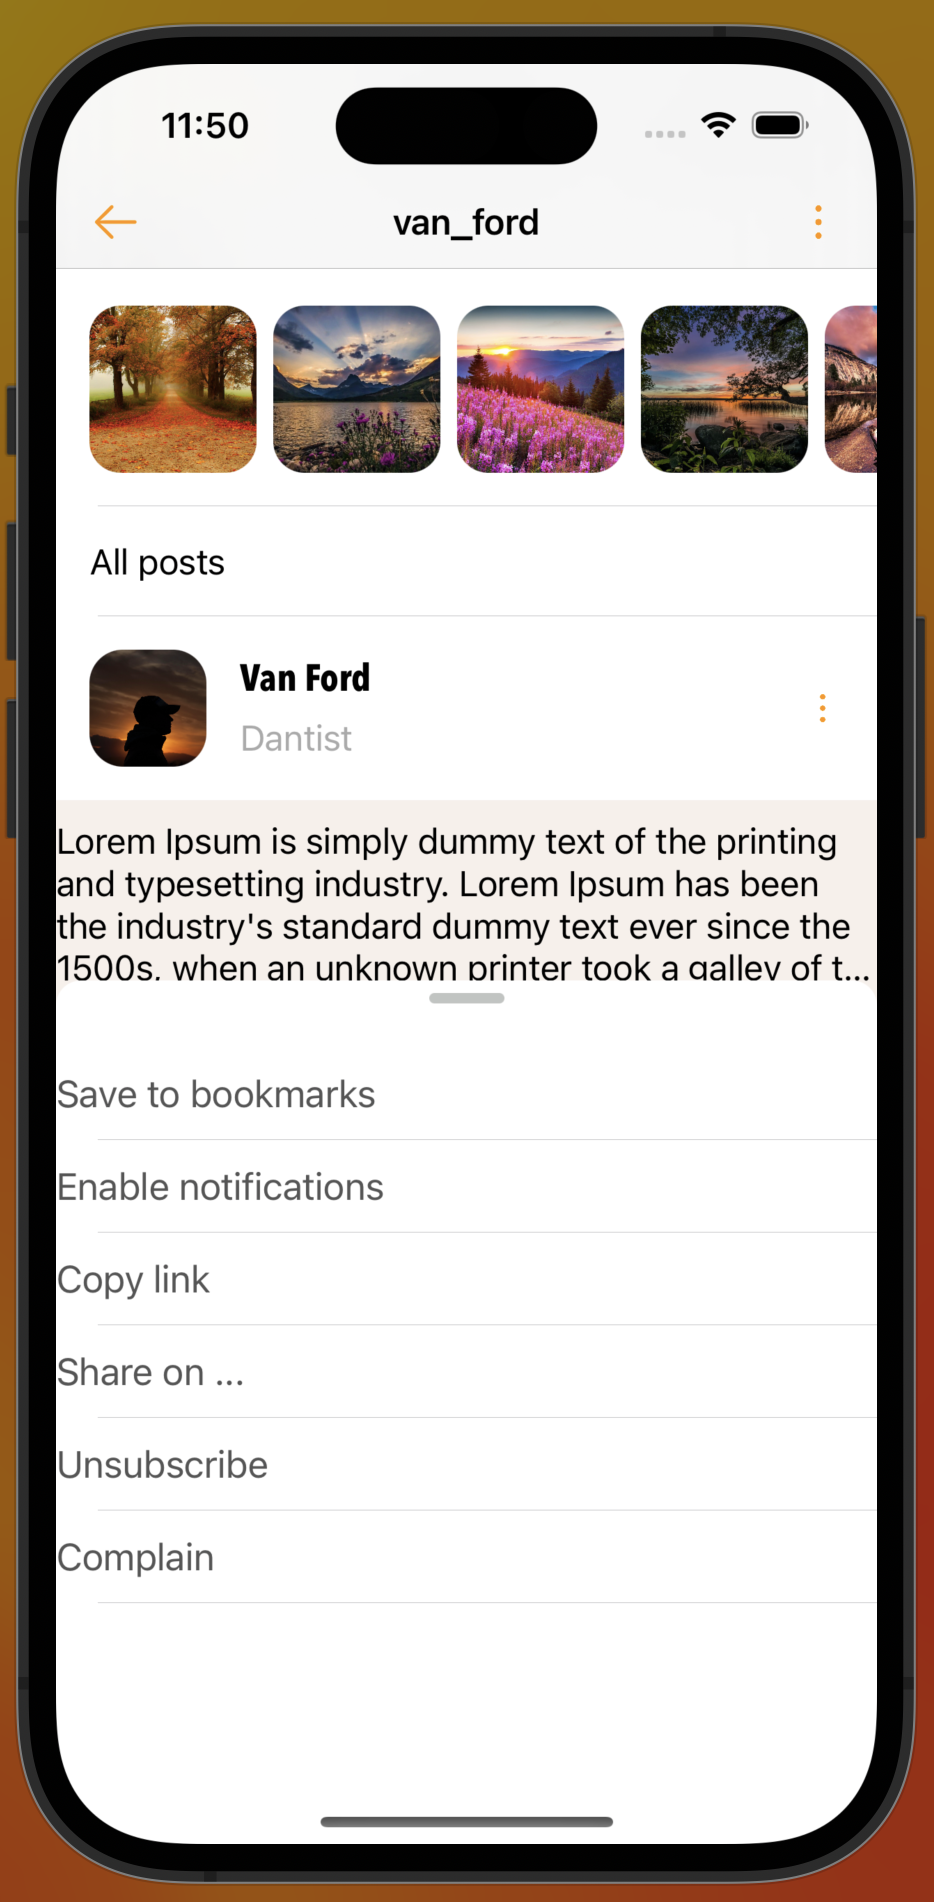 11:50
van_ford
All posts
Van Ford
Dantist
Lorem Ipsum is simply dummy text of the printing
and typesetting industry. Lorem Ipsum has been
the industry's standard dummy text ever since the
1500s, when an unknown printer took a galley of t...
Save to bookmarks
Enable notifications
Copy link
Share on ...
Unsubscribe
Complain